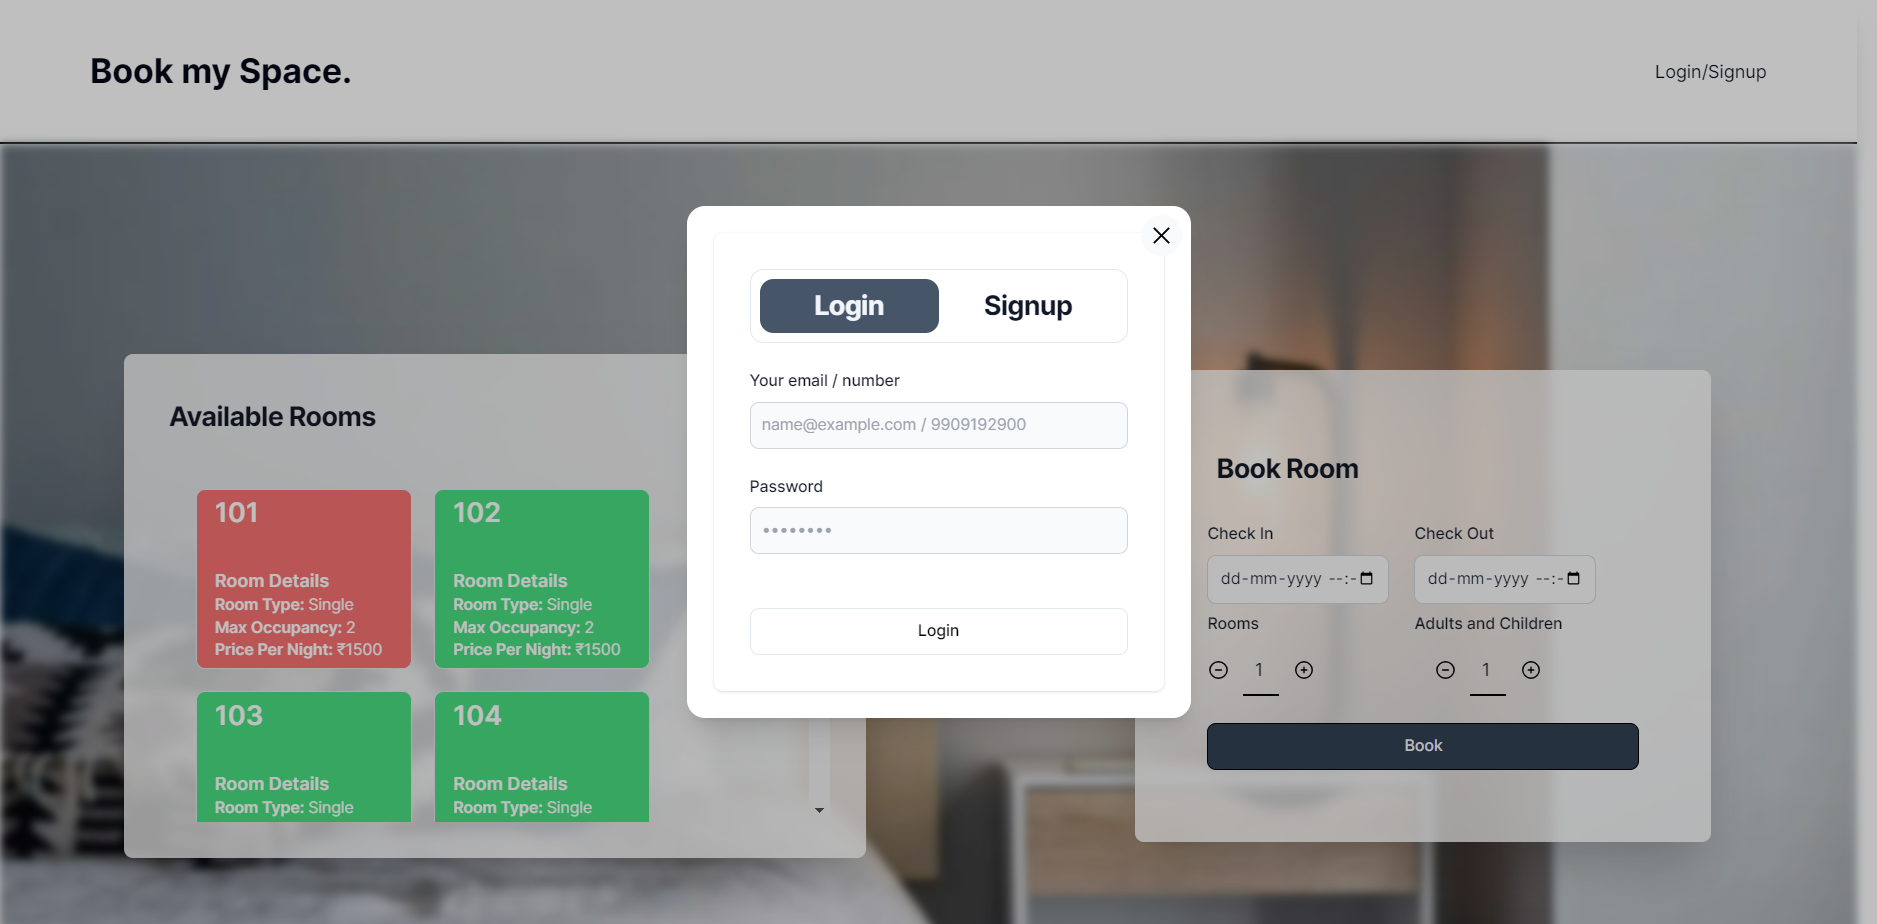 Book my Space.
Login/Signup
Login
Signup
Your email / number
name@example.com / 9909192900
Password
••••••••
Login
Available Rooms
101
Room Details
Room Type: Single
Max Occupancy: 2
Price Per Night: ₹1500
102
Room Details
Room Type: Single
Max Occupancy: 2
Price Per Night: ₹1500
103
Room Details
Room Type: Single
104
Room Details
Room Type: Single
Book Room
Check In
Check Out
dd-mm-yyyy --:-
dd-mm-yyyy --:-
Rooms
Adults and Children
1
1
Book